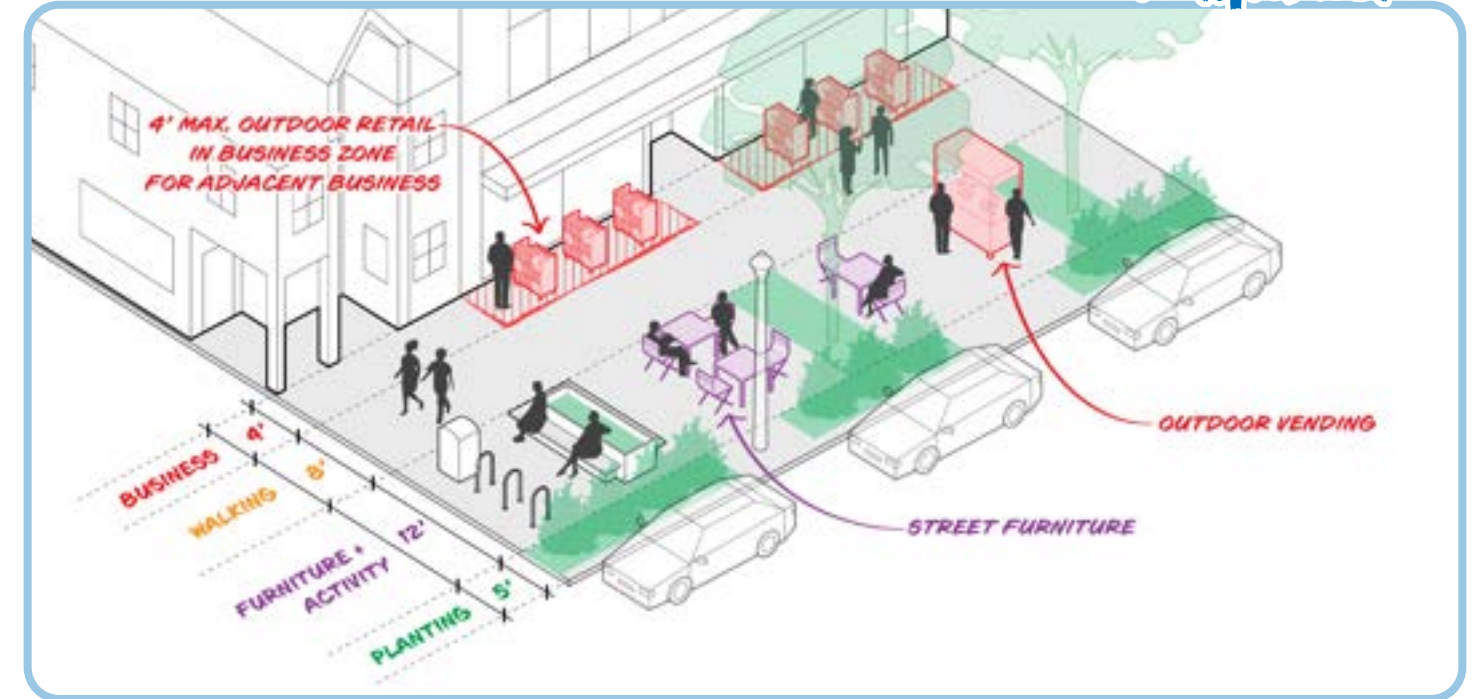 4' MAX. OUTDOOR RETAIL
IN BUSINESS ZONE
FOR ADJACENT BUSINESS
OUTDOOR VENDING
STREET FURNITURE
BUSINESS 4'
WALKING 8'
FURNITURE +
ACTIVITY 12'
PLANTING 5'